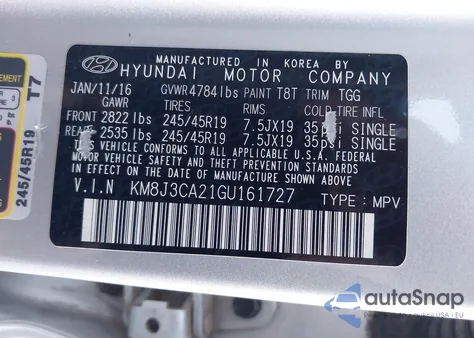 MANUFACTURED IN KOREA BY
HYUNDAI MOTOR COMPANY
JAN/11/16 GVWR4784lbs PAINT T8T TRIM TGG
GAWR TIRES RIMS COLD TIRE INFL
FRONT 2822lbs 245/45R19 7.5JX19 35psi SINGLE
REAR 2535lbs 245/45R19 7.5JX19 35psi SINGLE
THIS VEHICLE CONFORMS TO ALL APPLICABLE U.S.A. FEDERAL
MOTOR VEHICLE SAFETY, BUMPER, AND THEFT PREVENTION
STANDARDS IN EFFECT ON THE DATE OF MANUFACTURE SHOWN ABOVE.
V.I.N KM8J3CA21GU161727 TYPE: MPV
245/45R19 T7
autoSnap